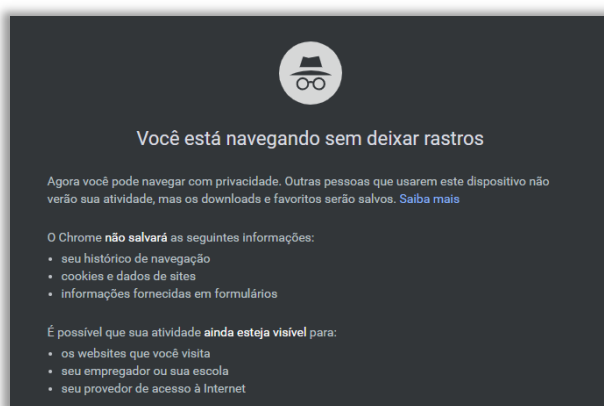 Você está navegando sem deixar rastros
Agora você pode navegar com privacidade. Outras pessoas que usarem este dispositivo não
verão sua atividade, mas os downloads e favoritos serão salvos. Saiba mais
O Chrome não salvará as seguintes informações:
• seu histórico de navegação
• cookies e dados de sites
• informações fornecidas em formulários
É possível que sua atividade ainda esteja visível para:
• os websites que você visita
• seu empregador ou sua escola
• seu provedor de acesso à Internet